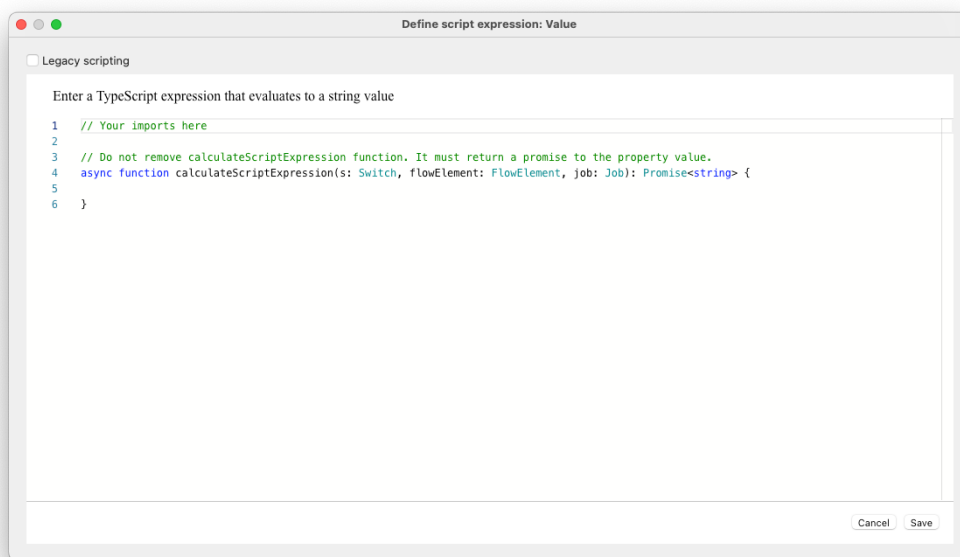 Define script expression: Value
Legacy scripting
Enter a TypeScript expression that evaluates to a string value
1 // Your imports here
2
3 // Do not remove calculateScriptExpression function. It must return a promise to the property value.
4 async function calculateScriptExpression(s: Switch, flowElement: FlowElement, job: Job): Promise<string> {
5
6 }
Cancel Save